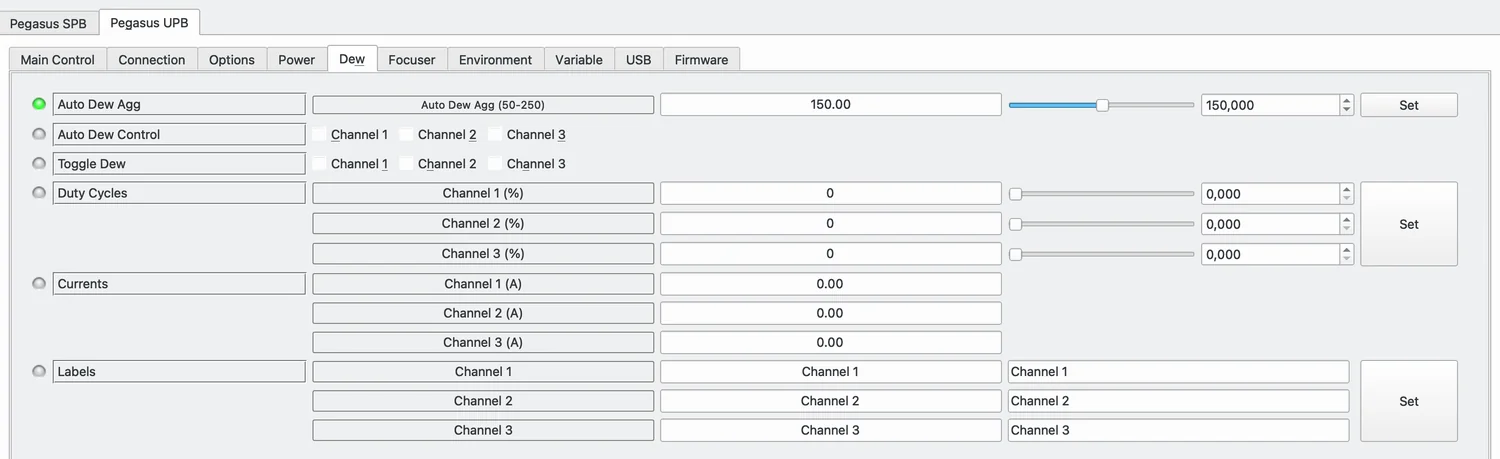 Pegasus SPB Pegasus UPB
Main Control Connection Options Power Dew Focuser Environment Variable USB Firmware
Auto Dew Agg Auto Dew Agg (50-250) 150.00 150,000 Set
Auto Dew Control Channel 1 Channel 2 Channel 3
Toggle Dew Channel 1 Channel 2 Channel 3
Duty Cycles Channel 1 (%) 0 0,000
Channel 2 (%) 0 0,000 Set
Channel 3 (%) 0 0,000
Currents Channel 1 (A) 0.00
Channel 2 (A) 0.00
Channel 3 (A) 0.00
Labels Channel 1 Channel 1 Channel 1
Channel 2 Channel 2 Channel 2 Set
Channel 3 Channel 3 Channel 3